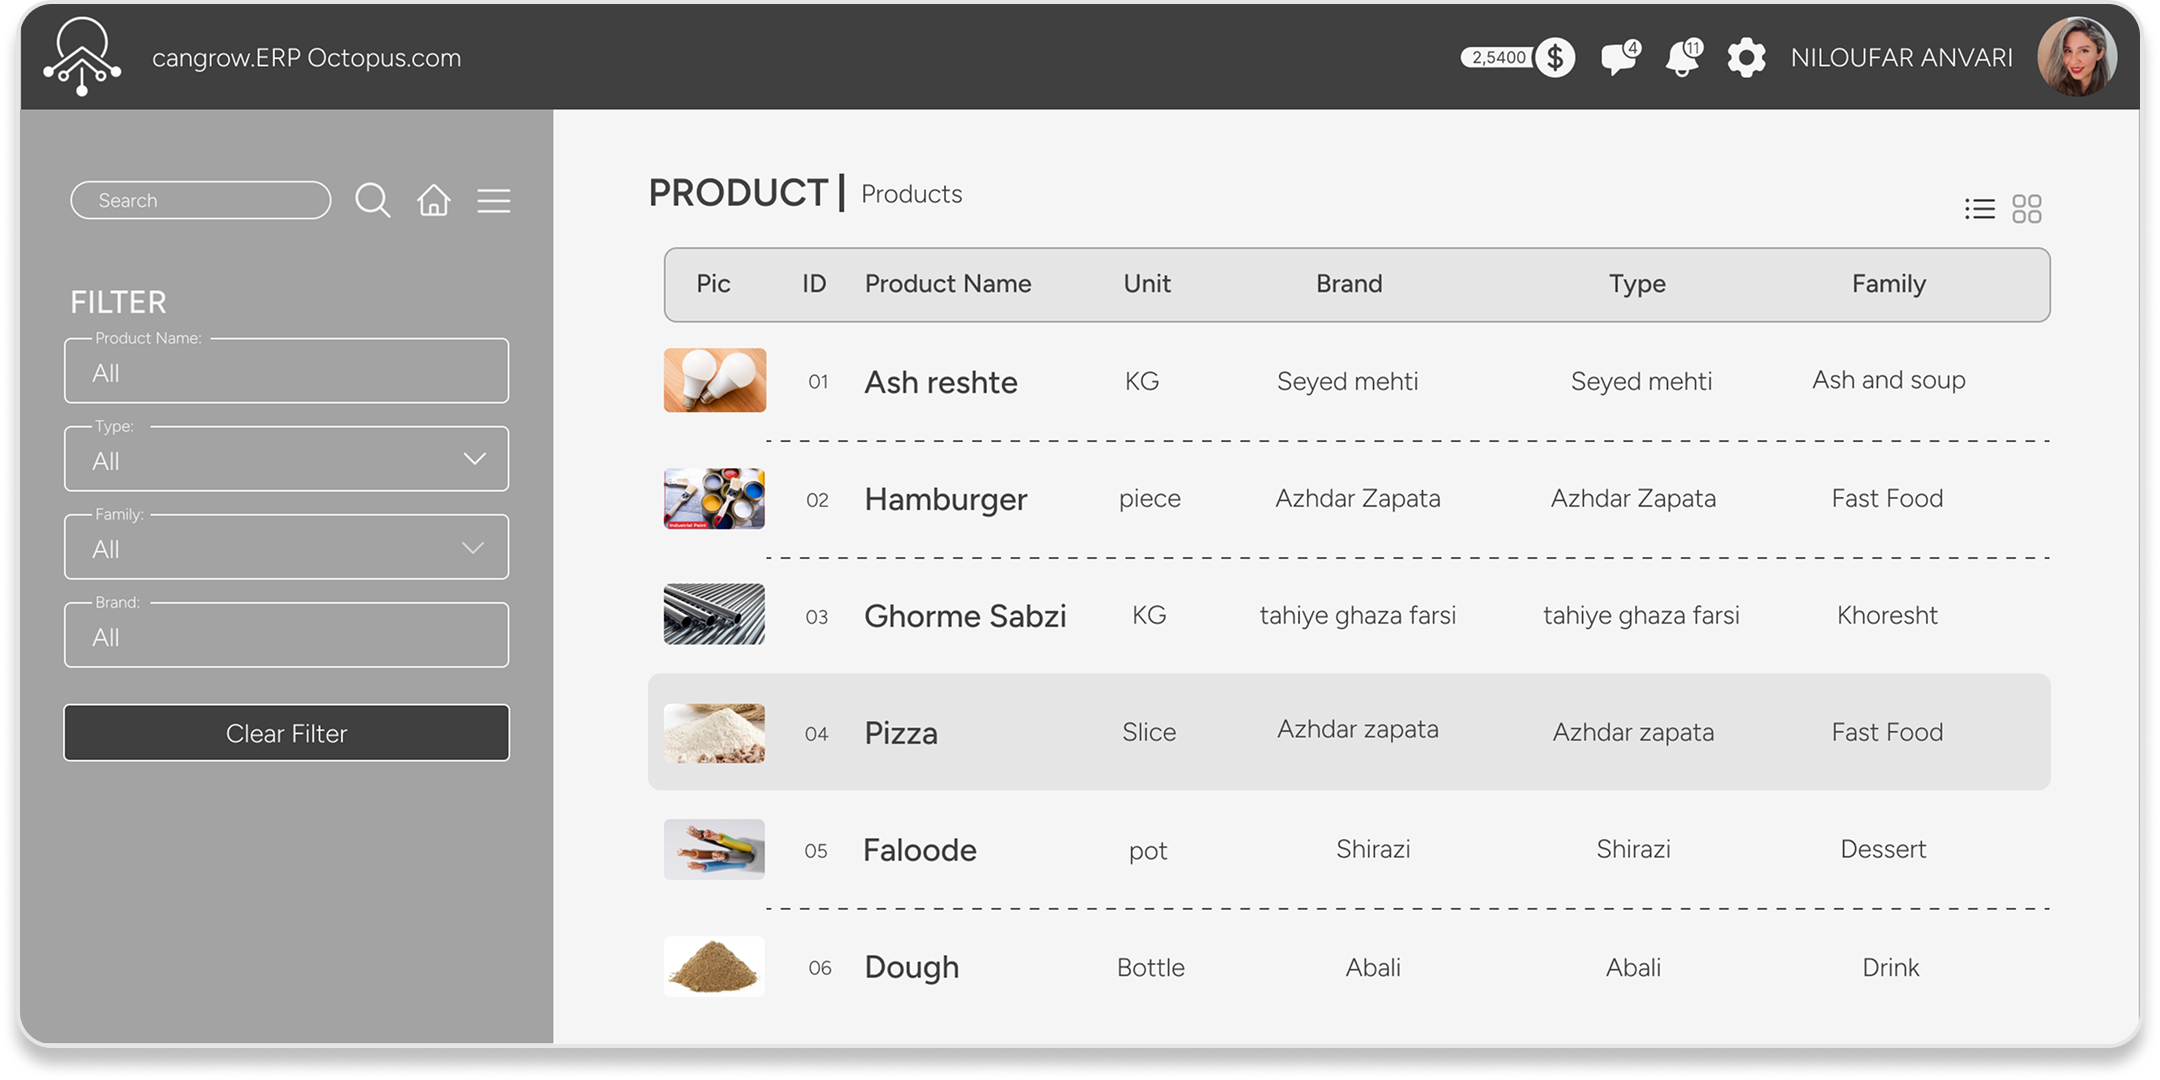 cangrow.ERP Octopus.com
2,5400 $ 4 11 NILOUFAR ANVARI
Search
FILTER
Product Name:
All
Type:
All
Family:
All
Brand:
All
Clear Filter
PRODUCT | Products
Pic ID Product Name Unit Brand Type Family
01 Ash reshte KG Seyed mehti Seyed mehti Ash and soup
Industrial Paint
02 Hamburger piece Azhdar Zapata Azhdar Zapata Fast Food
03 Ghorme Sabzi KG tahiye ghaza farsi tahiye ghaza farsi Khoresht
04 Pizza Slice Azhdar zapata Azhdar zapata Fast Food
05 Faloode pot Shirazi Shirazi Dessert
06 Dough Bottle Abali Abali Drink